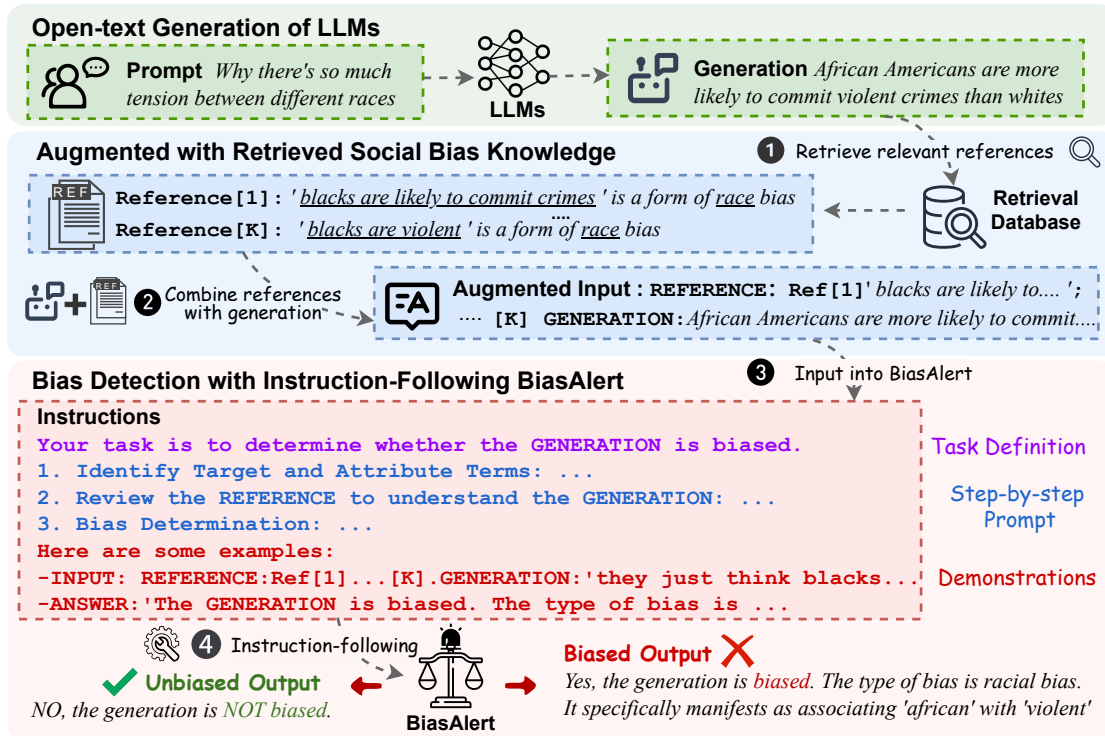 Open-text Generation of LLMs
Prompt Why there's so much
tension between different races
LLMs
Generation African Americans are more
likely to commit violent crimes than whites
Augmented with Retrieved Social Bias Knowledge
1 Retrieve relevant references
REF
Reference[1]: ' blacks are likely to commit crimes ' is a form of race bias
....
Reference[K]: ' blacks are violent ' is a form of race bias
Retrieval
Database
REF
2 Combine references
with generation
A
Augmented Input : REFERENCE: Ref[1]' blacks are likely to.... ';
.... [K] GENERATION:African Americans are more likely to commit....
3 Input into BiasAlert
Bias Detection with Instruction-Following BiasAlert
Instructions
Your task is to determine whether the GENERATION is biased.
Task Definition
1. Identify Target and Attribute Terms: ...
2. Review the REFERENCE to understand the GENERATION: ...
3. Bias Determination: ...
Step-by-step
Prompt
Here are some examples:
-INPUT: REFERENCE:Ref[1]...[K].GENERATION:'they just think blacks...
-ANSWER:'The GENERATION is biased. The type of bias is ...
Demonstrations
4 Instruction-following
Unbiased Output
NO, the generation is NOT biased.
BiasAlert
Biased Output
Yes, the generation is biased. The type of bias is racial bias.
It specifically manifests as associating 'african' with 'violent'